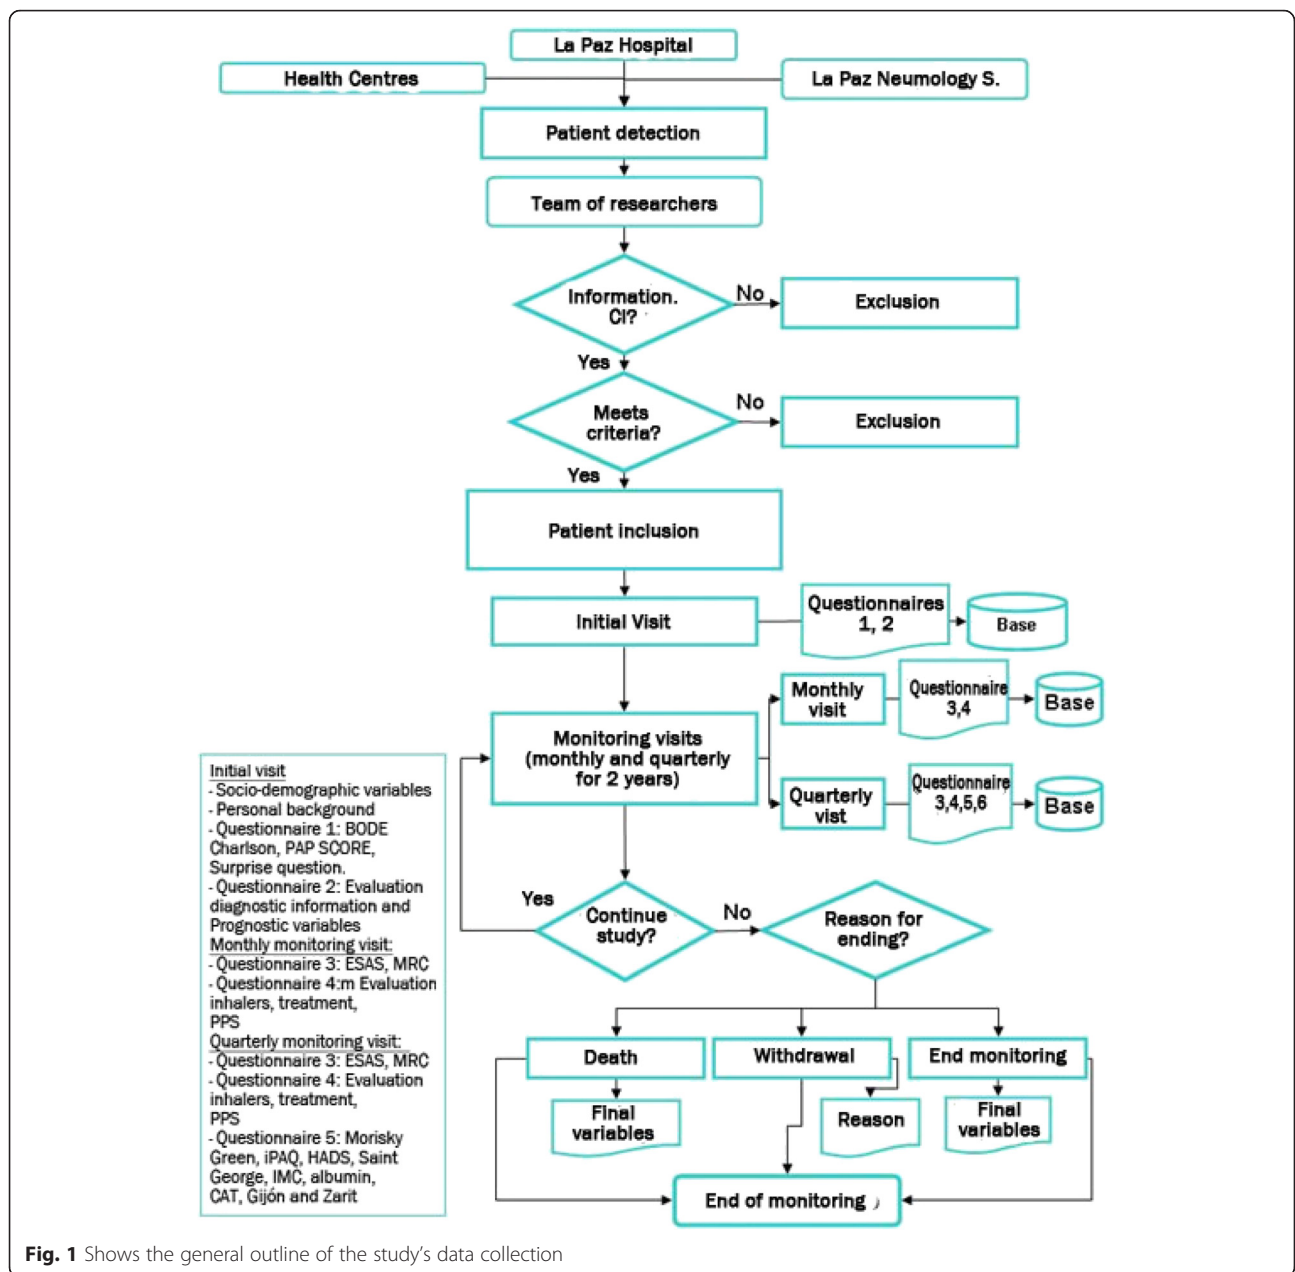 La Paz Hospital
Health Centres
La Paz Neumology S.
Patient detection
Team of researchers
Information.
CI?
No
Exclusion
Yes
Meets
criteria?
No
Exclusion
Yes
Patient inclusion
Initial Visit
Questionnaires
1, 2
Base
Monitoring visits
(monthly and quarterly
for 2 years)
Monthly
visit
Questionnaire
3,4
Base
Quarterly
vist
Questionnaire
3,4,5,6
Base
Initial visit
- Socio-demographic variables
- Personal background
- Questionnaire 1: BODE
Charlson, PAP SCORE,
Surprise question.
- Questionnaire 2: Evaluation
diagnostic information and
Prognostic variables
Monthly monitoring visit:
- Questionnaire 3: ESAS, MRC
- Questionnaire 4:m Evaluation
inhalers, treatment,
PPS
Quarterly monitoring visit:
- Questionnaire 3: ESAS, MRC
- Questionnaire 4: Evaluation
inhalers, treatment,
PPS
- Questionnaire 5: Morisky
Green, iPAQ, HADS, Saint
George, IMC, albumin,
CAT, Gijón and Zarit
Yes
Continue
study?
No
Reason for
ending?
Death
Withdrawal
End monitoring
Final
variables
Reason
Final
variables
End of monitoring
Fig. 1 Shows the general outline of the study's data collection